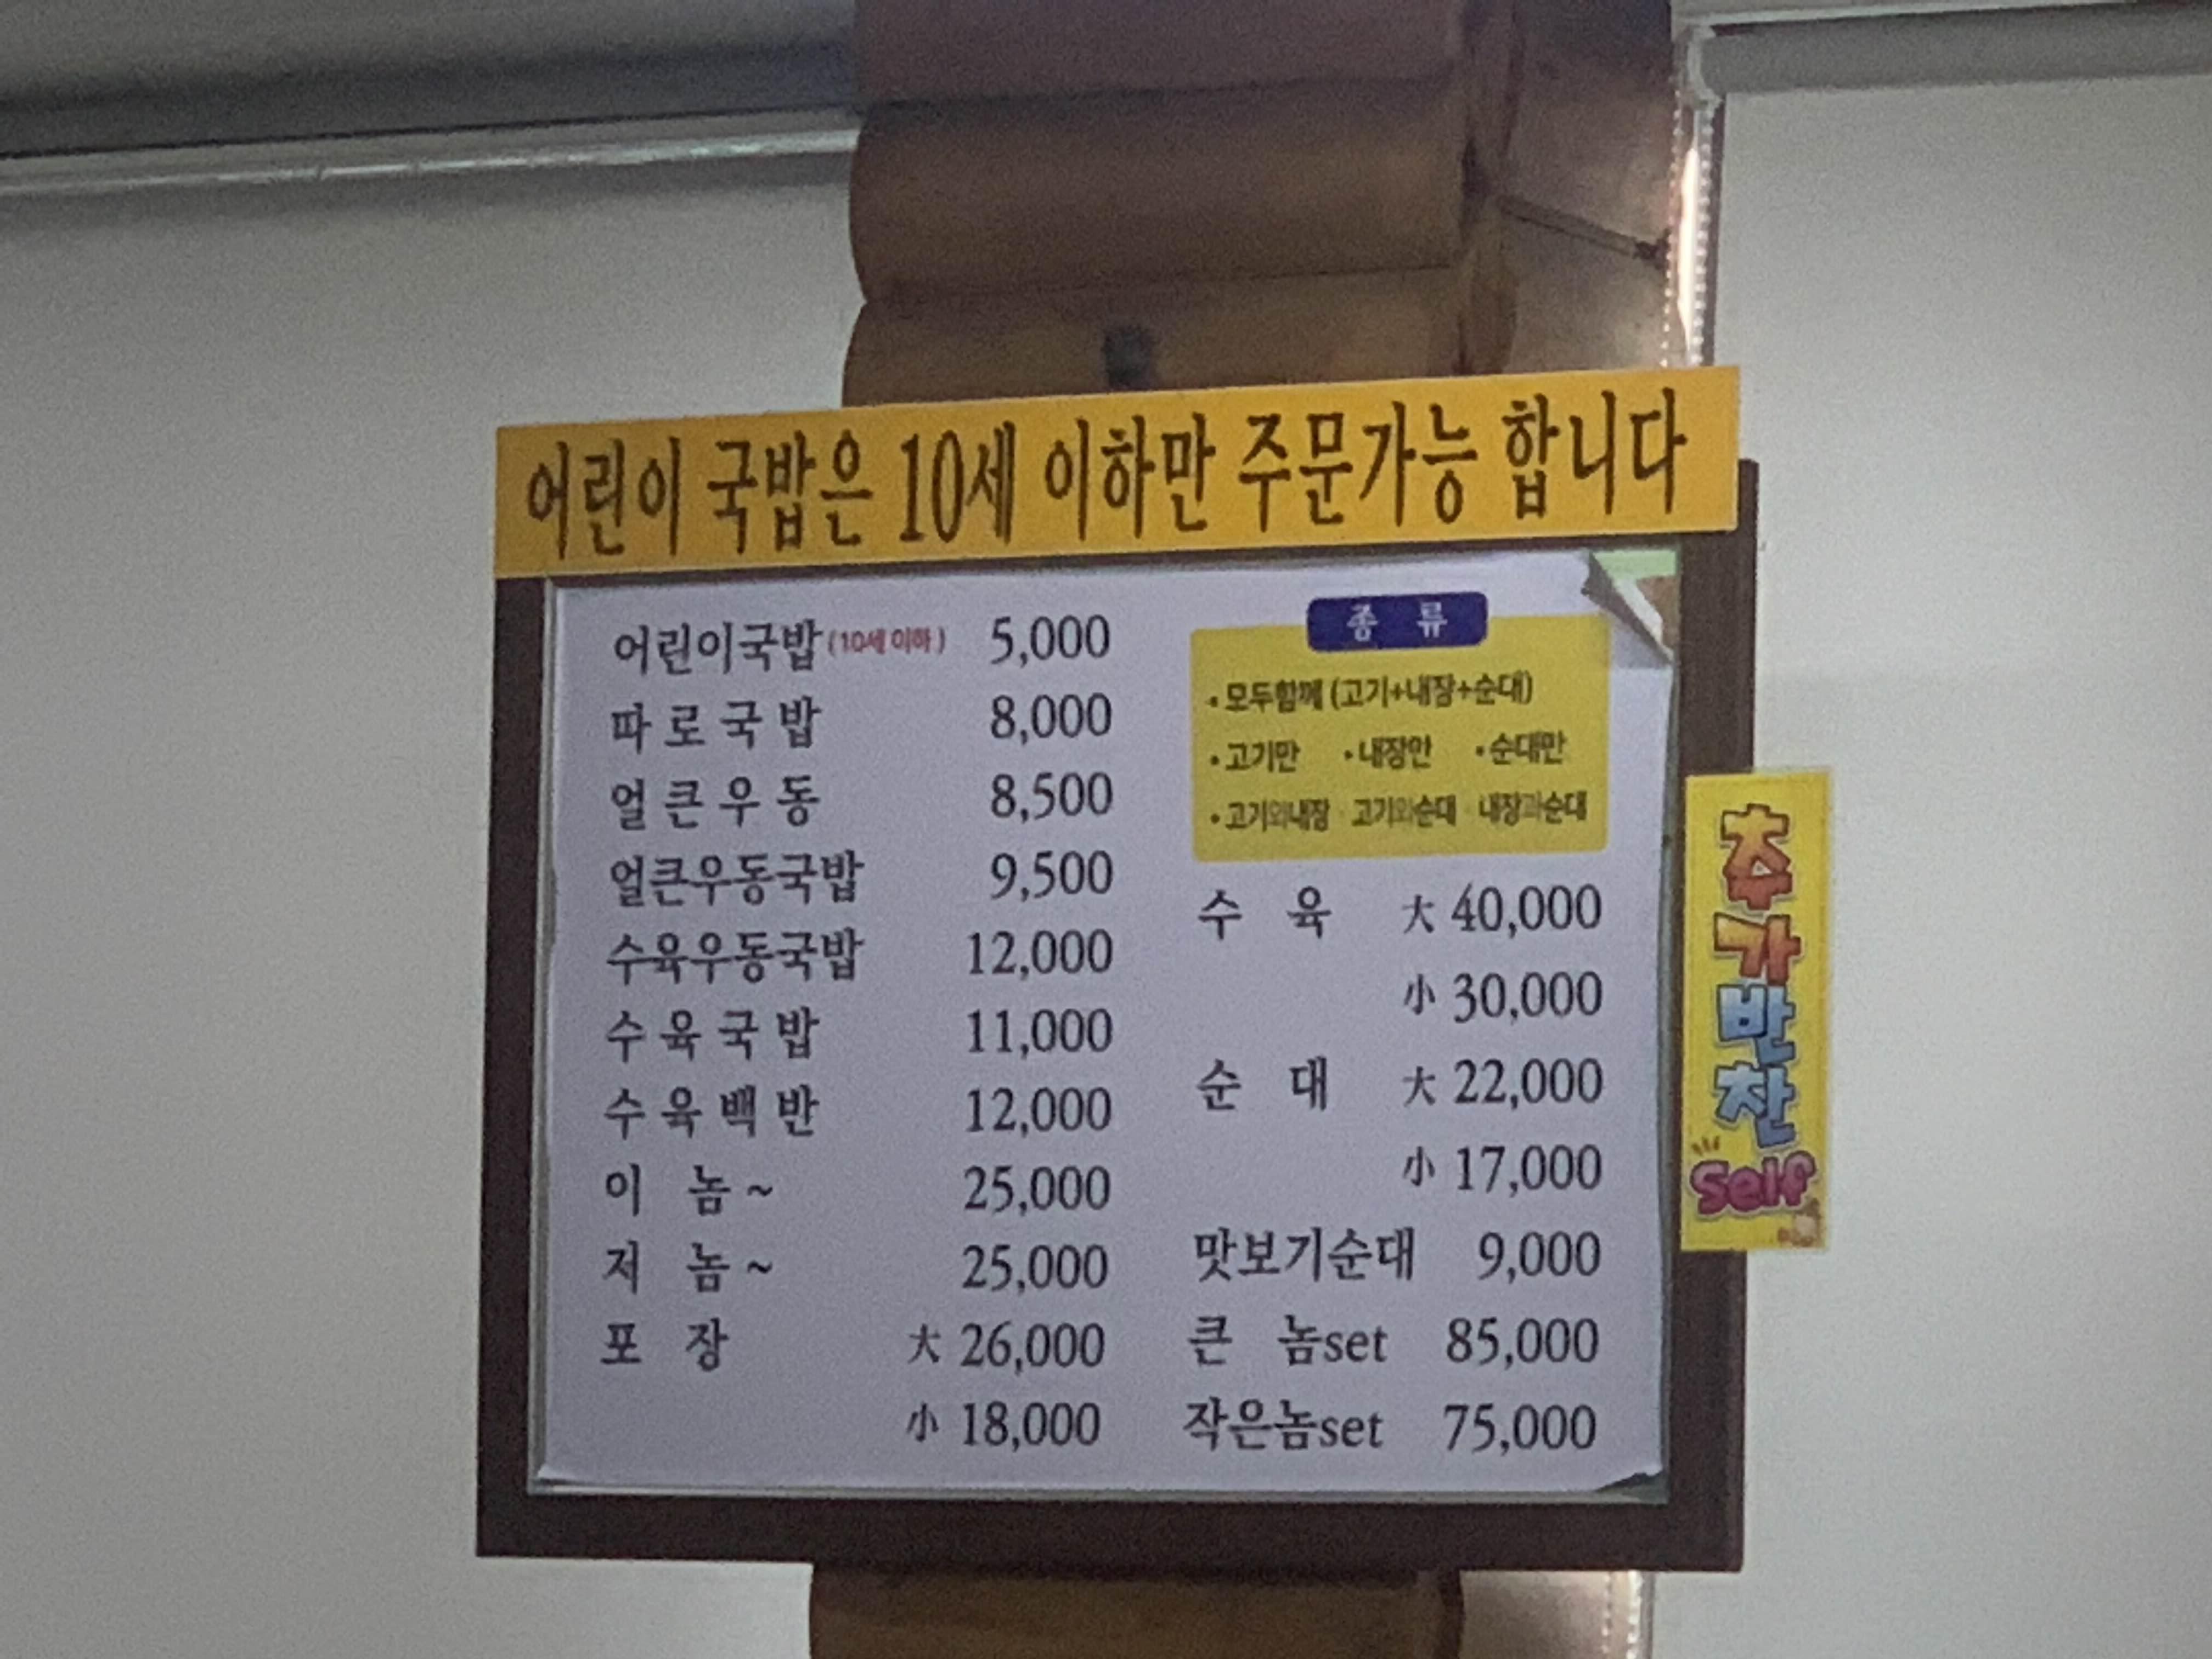 어린이 국밥은 10세 이하만 주문가능 합니다
어린이국밥(10세 이하) 5,000
따로국밥 8,000
얼큰우동 8,500
얼큰우동국밥 9,500
수육우동국밥 12,000
수육국밥 11,000
수육백반 12,000
이 놈~ 25,000
저 놈~ 25,000
포 장 大 26,000
小 18,000
종 류
• 모두함께 (고기+내장+순대)
• 고기만 • 내장만 • 순대만
• 고기와내장 · 고기와순대 · 내장과순대
수 육 大 40,000
小 30,000
순 대 大 22,000
小 17,000
맛보기순대 9,000
큰 놈set 85,000
작은놈set 75,000
추가반찬
Self